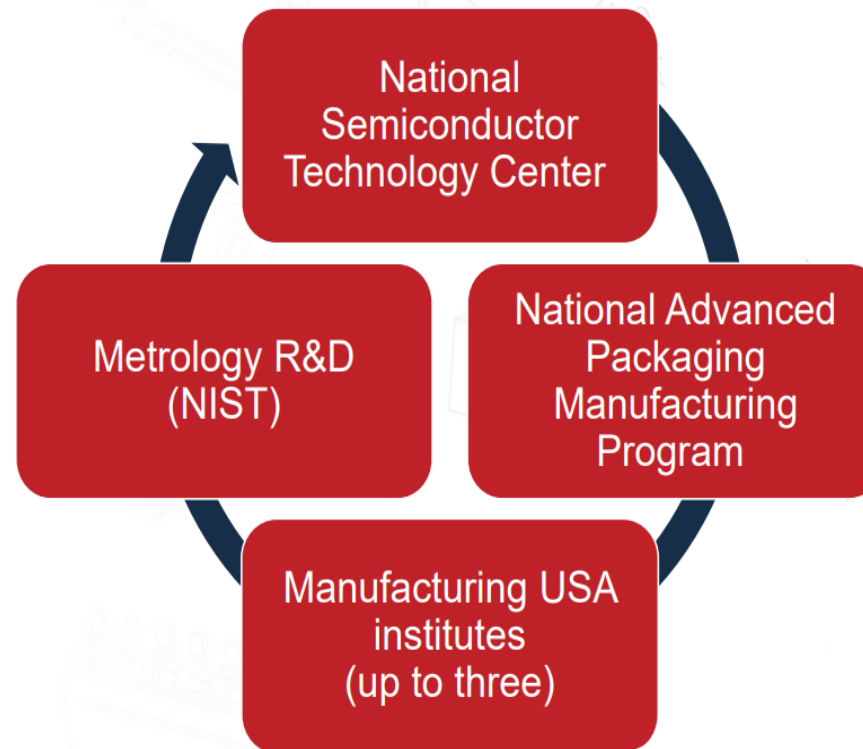 National
Semiconductor
Technology Center
National Advanced
Packaging
Manufacturing
Program
Manufacturing USA
institutes
(up to three)
Metrology R&D
(NIST)